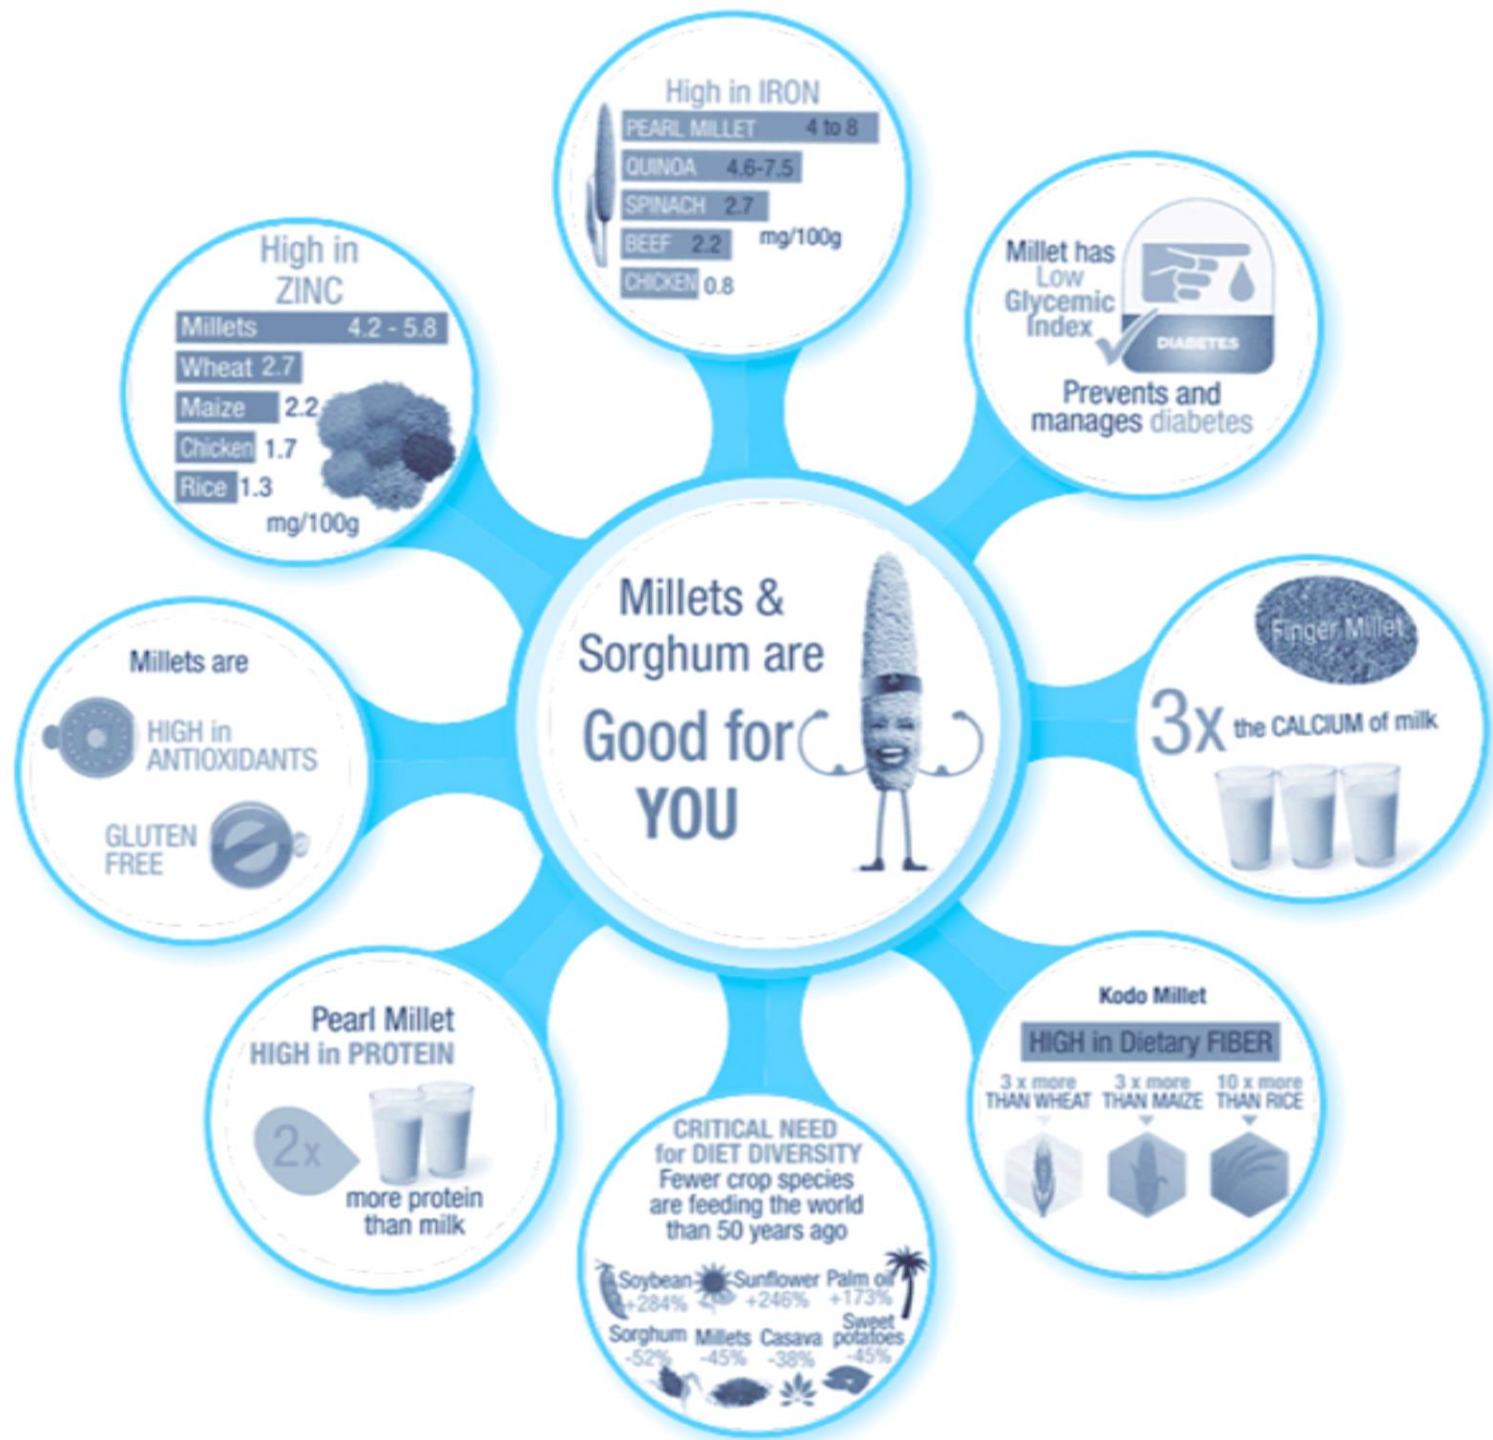 Millets &
Sorghum are
Good for
YOU
High in IRON
PEARL MILLET 4 to 8
QUINOA 4.6-7.5
SPINACH 2.7
BEEF 2.2 mg/100g
CHICKEN 0.8
Millet has
Low
Glycemic
Index
DIABETES
Prevents and
manages diabetes
Finger Millet
3x the CALCIUM of milk
Kodo Millet
HIGH in Dietary FIBER
3 x more 3 x more 10 x more
THAN WHEAT THAN MAIZE THAN RICE
CRITICAL NEED
for DIET DIVERSITY
Fewer crop species
are feeding the world
than 50 years ago
Soybean Sunflower Palm oil
+284% +246% +173%
Sorghum Millets Casava Sweet potatoes
-52% -45% -38% -45%
Pearl Millet
HIGH in PROTEIN
2x
more protein
than milk
Millets are
HIGH in
ANTIOXIDANTS
GLUTEN
FREE
High in
ZINC
Millets 4.2 - 5.8
Wheat 2.7
Maize 2.2
Chicken 1.7
Rice 1.3
mg/100g